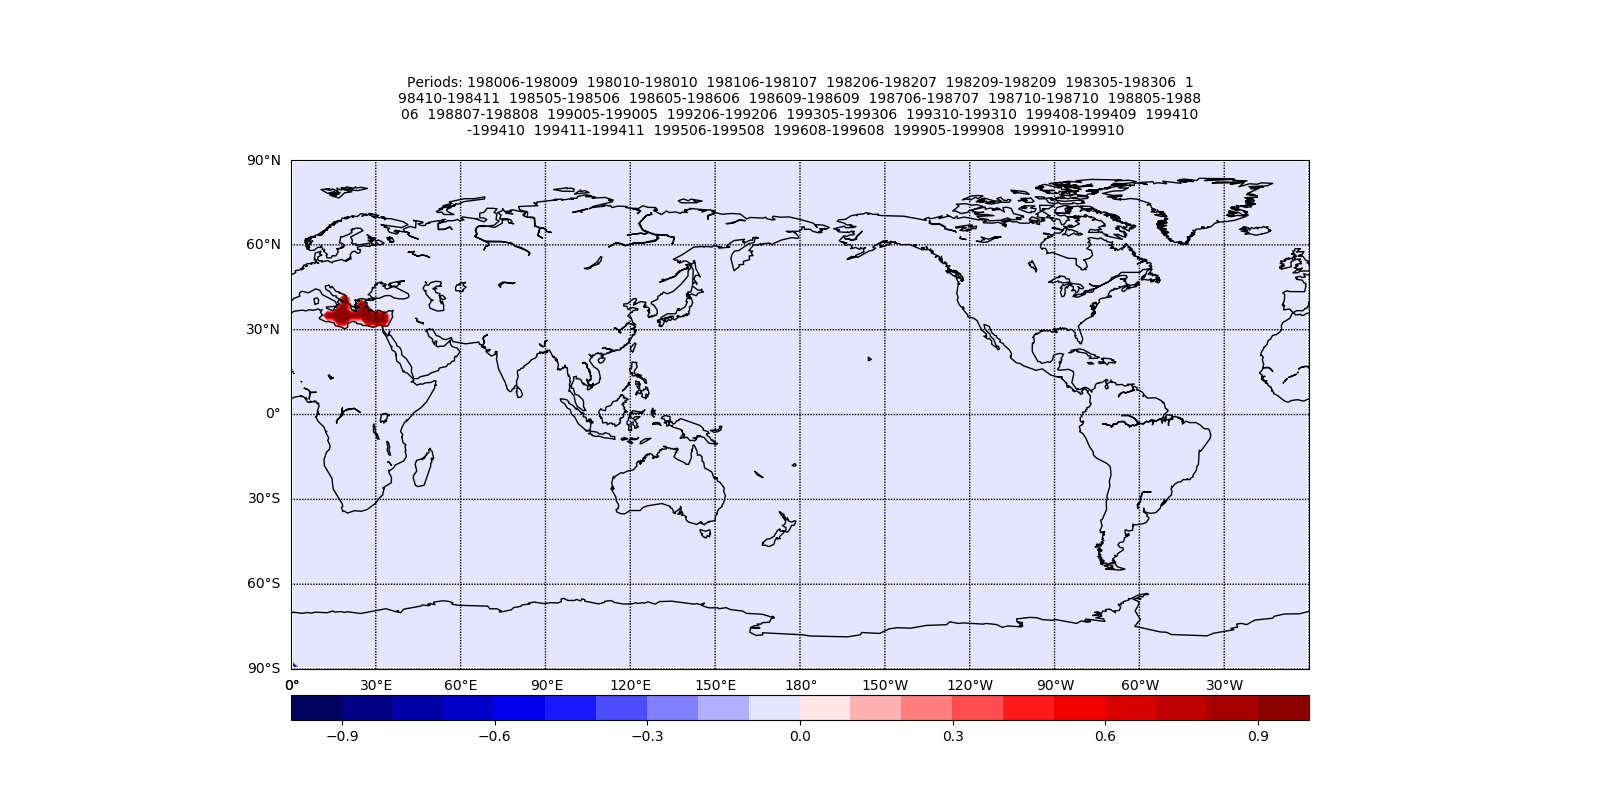 Periods: 198006-198009  198010-198010  198106-198107  198206-198207  198209-198209  198305-198306  1
98410-198411  198505-198506  198605-198606  198609-198609  198706-198707  198710-198710  198805-1988
06  198807-198808  199005-199005  199206-199206  199305-199306  199310-199310  199408-199409  199410
-199410  199411-199411  199506-199508  199608-199608  199905-199908  199910-199910
90°N
60°N
30°N
0°
30°S
60°S
90°S
0° 30°E 60°E 90°E 120°E 150°E 180° 150°W 120°W 90°W 60°W 30°W
−0.9 −0.6 −0.3 0.0 0.3 0.6 0.9